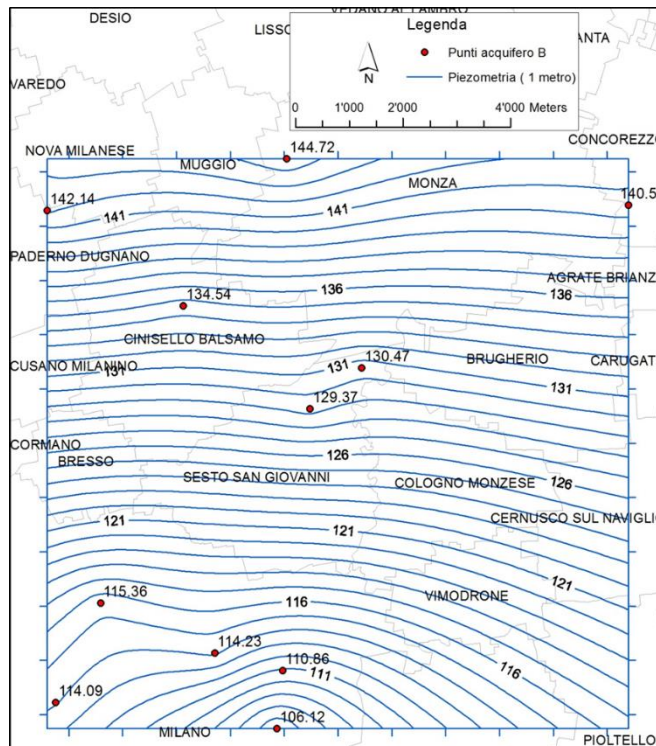 DESIO
LISSO
Legenda
ANTA
Punti acquifero B
Piezometria ( 1 metro)
N
VAREDO
0 1'000 2'000 4'000 Meters
NOVA MILANESE
144.72
CONCOREZZO
MUGGIO
MONZA
142.14
141
141
140.5
PADERNO DUGNANO
AGRATE BRIANZ
136
136
134.54
CINISELLO BALSAMO
CUSANO MILANINO
131
131
130.47
BRUGHERIO
CARUGAT
131
129.37
CORMANO
126
BRESSO
SESTO SAN GIOVANNI
COLOGNO MONZESE
126
121
121
CERNUSCO SUL NAVIGLIO
121
115.36
116
VIMODRONE
114.23
110.86
116
111
114.09
106.12
MILANO
PIOLTELLO